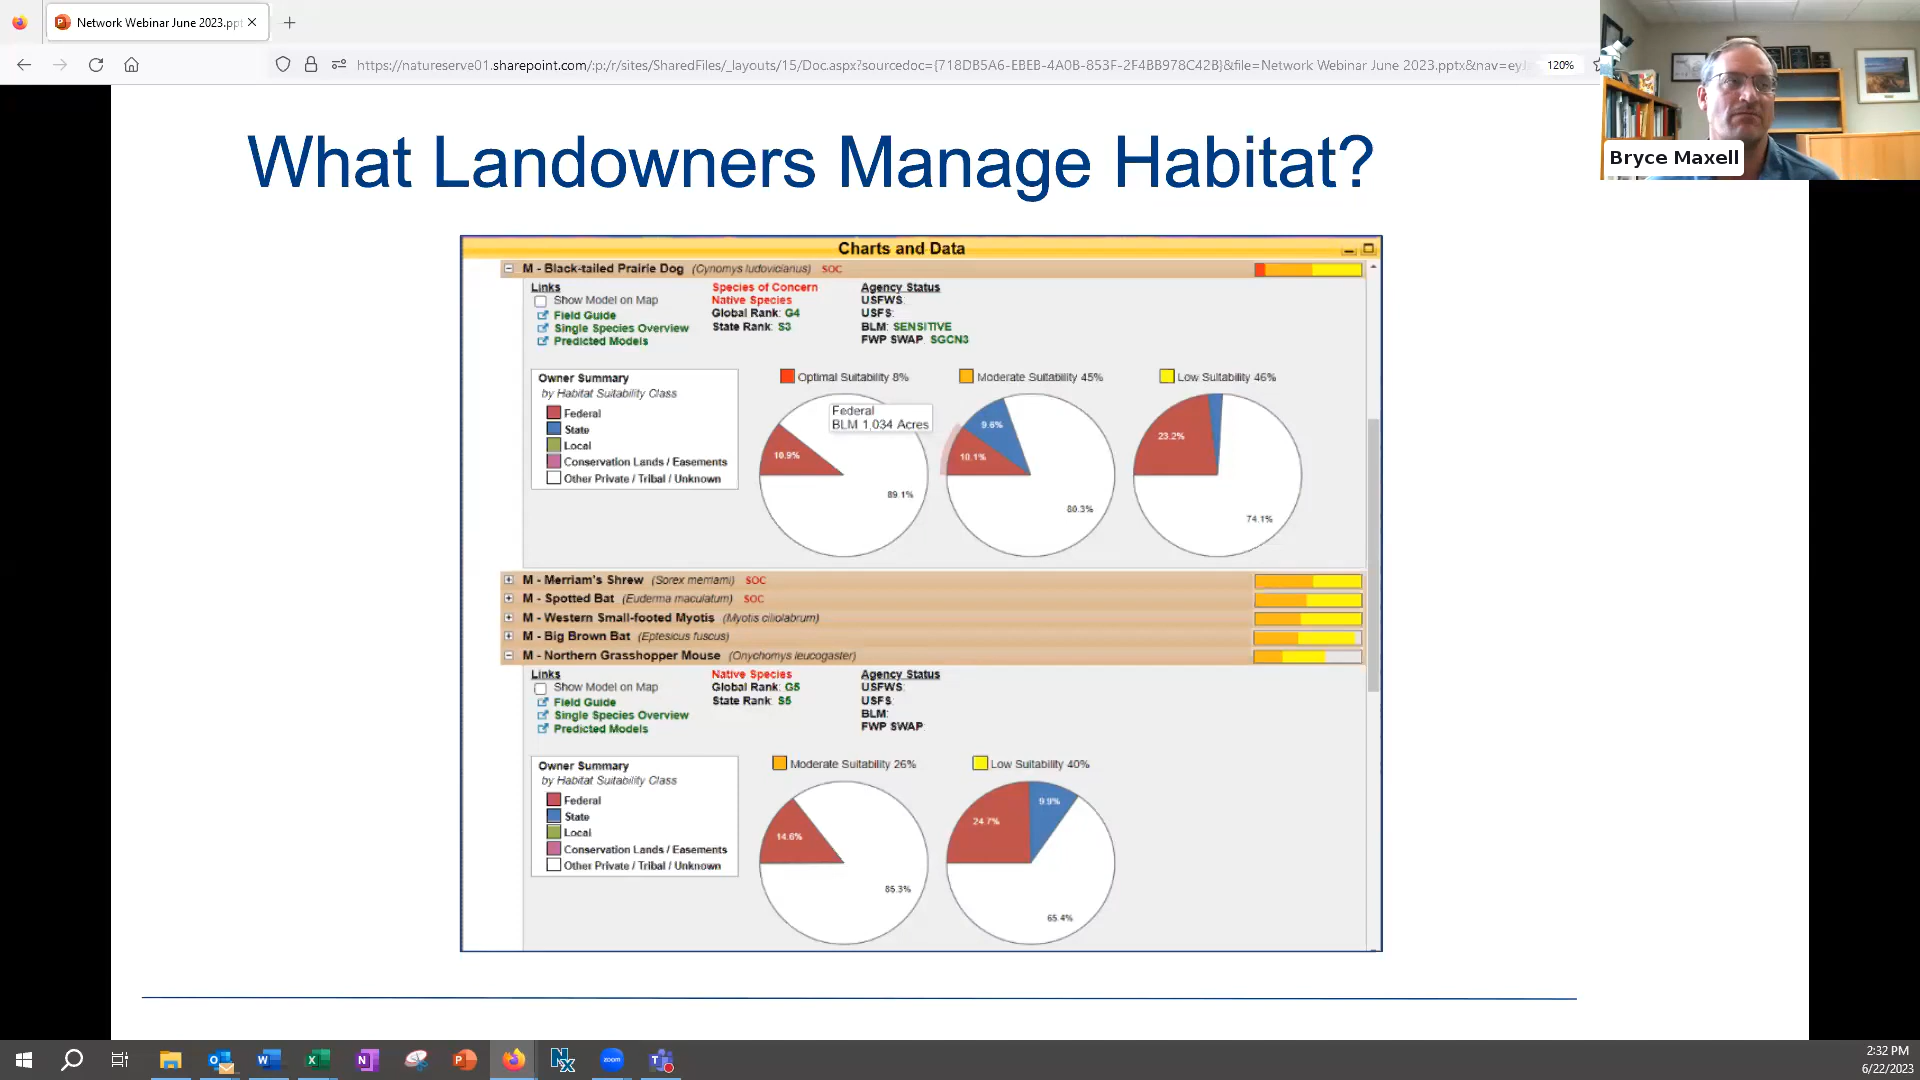 Network Webinar June 2023.ppt
https://natureserve01.sharepoint.com/:p:/r/sites/SharedFiles/_layouts/15/Doc.aspx?sourcedoc={718DB5A6-EBEB-4A0B-853F-2F4BB978C42B}&file=Network Webinar June 2023.pptx&nav=eyJ
120%
Bryce Maxell
What Landowners Manage Habitat?
Charts and Data
M - Black-tailed Prairie Dog (Cynomys ludovicianus) SOC
Links
Show Model on Map
Field Guide
Single Species Overview
Predicted Models
Species of Concern
Native Species
Global Rank: G4
State Rank: S3
Agency Status
USFWS:
USFS:
BLM: SENSITIVE
FWP SWAP: SGCN3
Owner Summary
by Habitat Suitability Class
Federal
State
Local
Conservation Lands / Easements
Other Private / Tribal / Unknown
Optimal Suitability 8%
Federal
BLM 1,034 Acres
10.9%
89.1%
Moderate Suitability 45%
9.6%
10.1%
80.3%
Low Suitability 46%
23.2%
74.1%
M - Merriam's Shrew (Sorex merriami) SOC
M - Spotted Bat (Euderma maculatum) SOC
M - Western Small-footed Myotis (Myotis ciliolabrum)
M - Big Brown Bat (Eptesicus fuscus)
M - Northern Grasshopper Mouse (Onychomys leucogaster)
Links
Show Model on Map
Field Guide
Single Species Overview
Predicted Models
Native Species
Global Rank: G5
State Rank: S5
Agency Status
USFWS:
USFS:
BLM:
FWP SWAP:
Owner Summary
by Habitat Suitability Class
Federal
State
Local
Conservation Lands / Easements
Other Private / Tribal / Unknown
Moderate Suitability 26%
14.6%
85.3%
Low Suitability 40%
24.7%
9.9%
65.4%
zoom
2:32 PM
6/22/2023